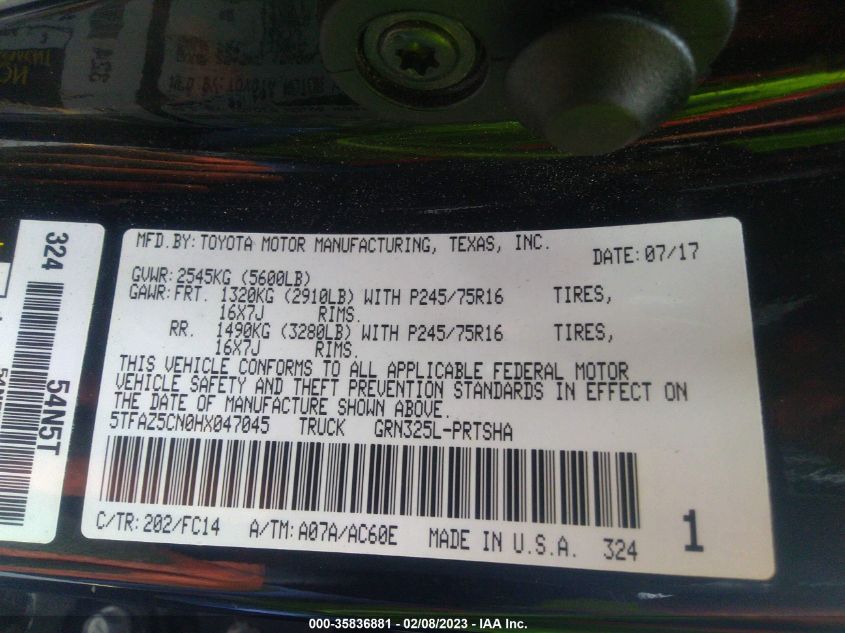 MFD.BY: TOYOTA MOTOR MANUFACTURING, TEXAS, INC.
DATE: 07/17
GVWR: 2545KG (5600LB)
GAWR: FRT. 1320KG (2910LB) WITH P245/75R16 TIRES,
16X7J RIMS.
RR. 1490KG (3280LB) WITH P245/75R16 TIRES,
16X7J RIMS.
THIS VEHICLE CONFORMS TO ALL APPLICABLE FEDERAL MOTOR
VEHICLE SAFETY AND THEFT PREVENTION STANDARDS IN EFFECT ON
THE DATE OF MANUFACTURE SHOWN ABOVE.
5TFAZ5CN0HX047045 TRUCK GRN325L-PRTSHA
C/TR: 202/FC14 A/TM: A07A/AC60E MADE IN U.S.A. 324 1
324
54N5T
000-35836881 - 02/08/2023 - IAA Inc.